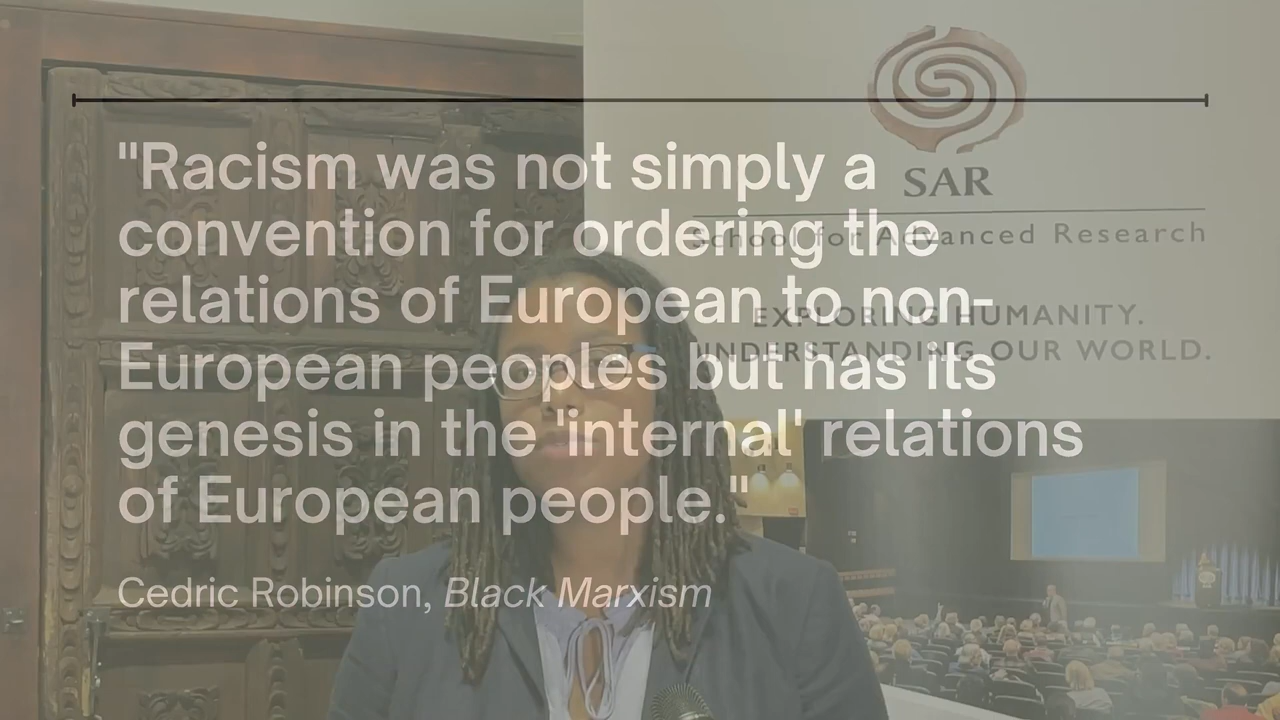 "Racism was not simply a
convention for ordering the
relations of European to non-
European peoples but has its
genesis in the 'internal' relations
of European people."
Cedric Robinson, Black Marxism
SAR
School for Advanced Research
EXPLORING HUMANITY.
UNDERSTANDING OUR WORLD.